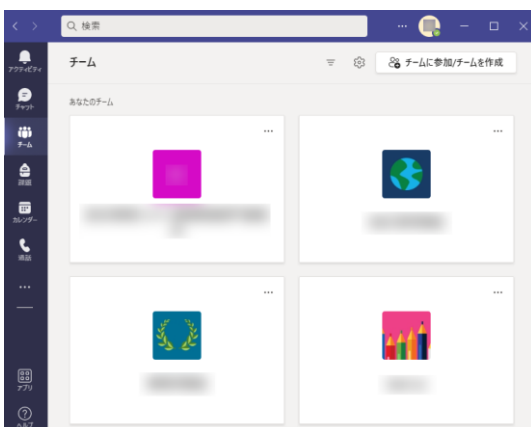 検索
チーム
チームに参加/チームを作成
あなたのチーム
アクティビティ
チャット
チーム
課題
カレンダー
通話
アプリ
ヘルプ